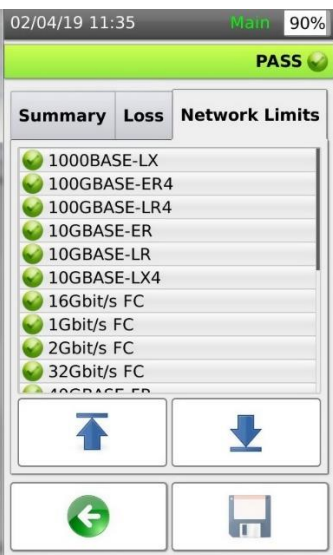 02/04/19 11:35 Main 90%
PASS
Summary Loss Network Limits
1000BASE-LX
100GBASE-ER4
100GBASE-LR4
10GBASE-ER
10GBASE-LR
10GBASE-LX4
16Gbit/s FC
1Gbit/s FC
2Gbit/s FC
32Gbit/s FC